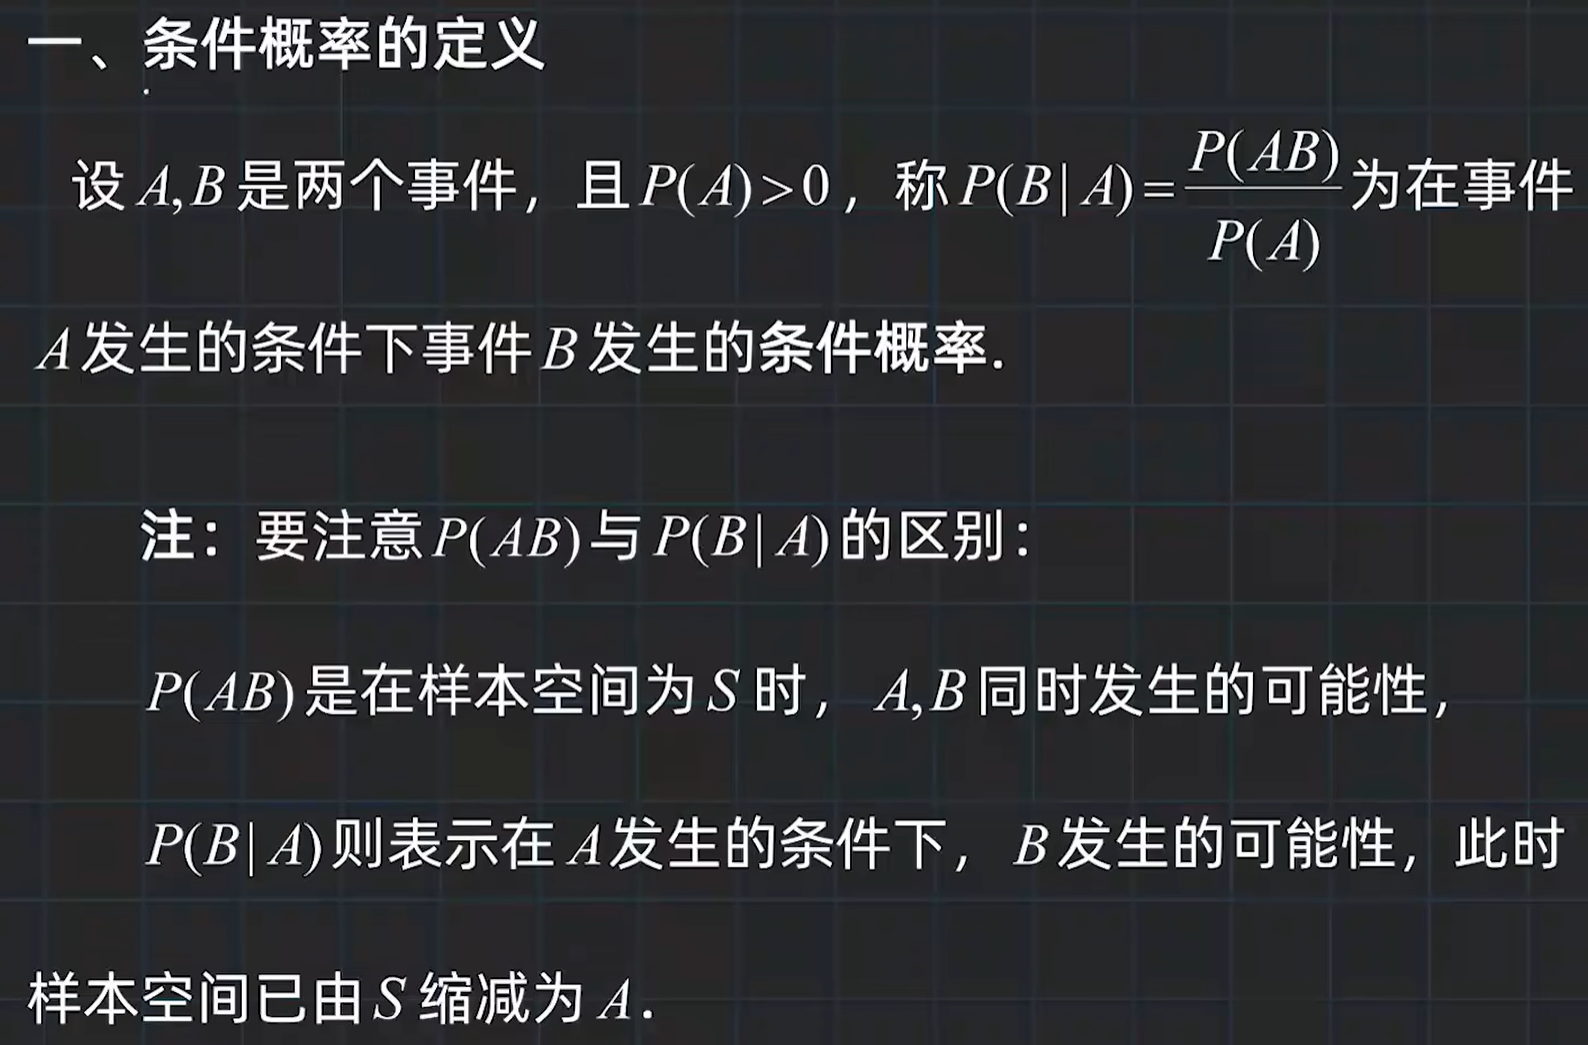 一、条件概率的定义
设 A,B 是两个事件，且 P(A)>0，称 P(B|A)=P(AB)/P(A) 为在事件
A 发生的条件下事件 B 发生的条件概率.
注：要注意 P(AB) 与 P(B|A) 的区别：
P(AB) 是在样本空间为 S 时， A,B 同时发生的可能性，
P(B|A) 则表示在 A 发生的条件下， B 发生的可能性，此时
样本空间已由 S 缩减为 A.